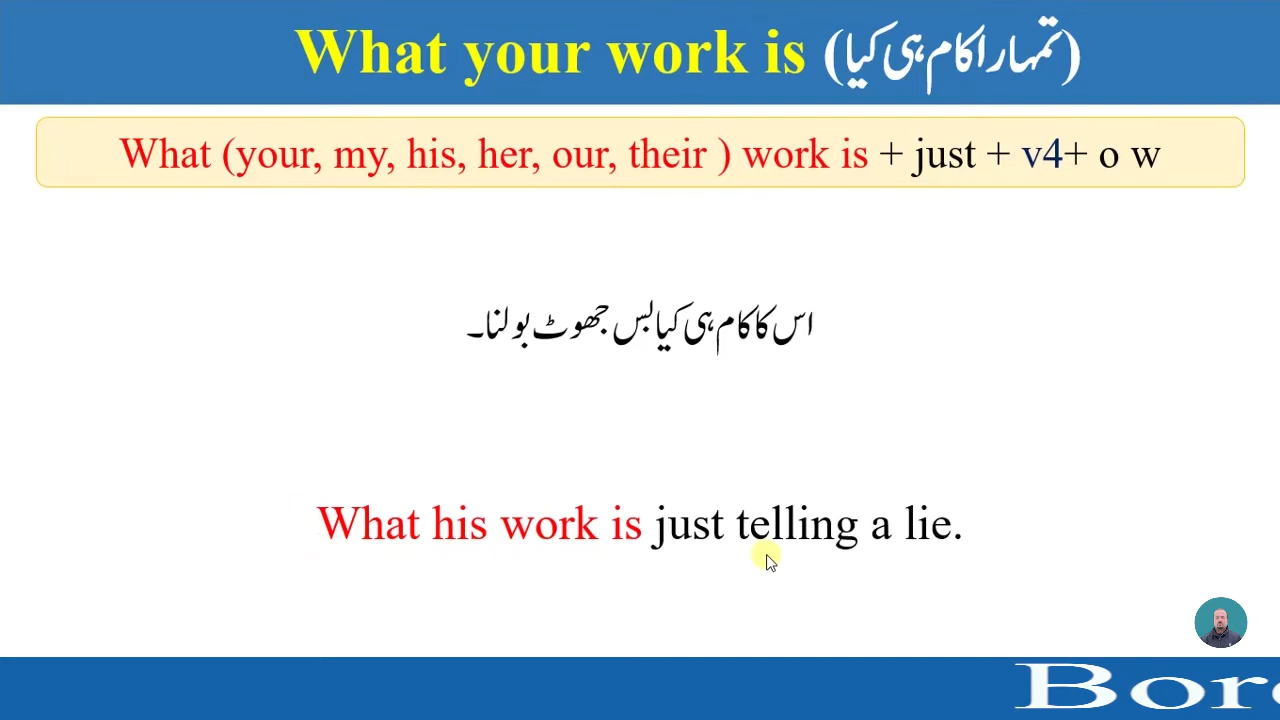 What your work is (تمہارا کام ہی کیا)
What (your, my, his, her, our, their ) work is + just + v4+ o w
اس کا کام ہی کیا بس جھوٹ بولنا۔
What his work is just telling a lie.